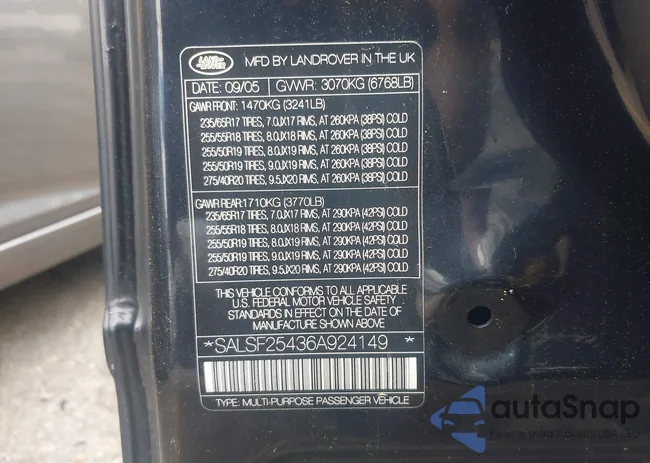 LAND ROVER
MFD BY LANDROVER IN THE UK
DATE: 09/05 GVWR: 3070KG (6768LB)
GAWR FRONT: 1470KG (3241LB)
235/65R17 TIRES, 7.0JX17 RIMS, AT 260KPA (38PSI) COLD
255/55R18 TIRES, 8.0JX18 RIMS, AT 260KPA (38PSI) COLD
255/50R19 TIRES, 8.0JX19 RIMS, AT 260KPA (38PSI) COLD
255/50R19 TIRES, 9.0JX19 RIMS, AT 260KPA (38PSI) COLD
275/40R20 TIRES, 9.5JX20 RIMS, AT 260KPA (38PSI) COLD
GAWR REAR: 1710KG (3770LB)
235/65R17 TIRES, 7.0JX17 RIMS, AT 290KPA (42PSI) COLD
255/55R18 TIRES, 8.0JX18 RIMS, AT 290KPA (42PSI) COLD
255/50R19 TIRES, 8.0JX19 RIMS, AT 290KPA (42PSI) COLD
255/50R19 TIRES, 9.0JX19 RIMS, AT 290KPA (42PSI) COLD
275/40R20 TIRES, 9.5JX20 RIMS, AT 290KPA (42PSI) COLD
THIS VEHICLE CONFORMS TO ALL APPLICABLE
U.S. FEDERAL MOTOR VEHICLE SAFETY
STANDARDS IN EFFECT ON THE DATE OF
MANUFACTURE SHOWN ABOVE
*SALSF25436A924149*
TYPE: MULTI-PURPOSE PASSENGER VEHICLE
autaSnap
Pewne auta i aukcji USA - EU